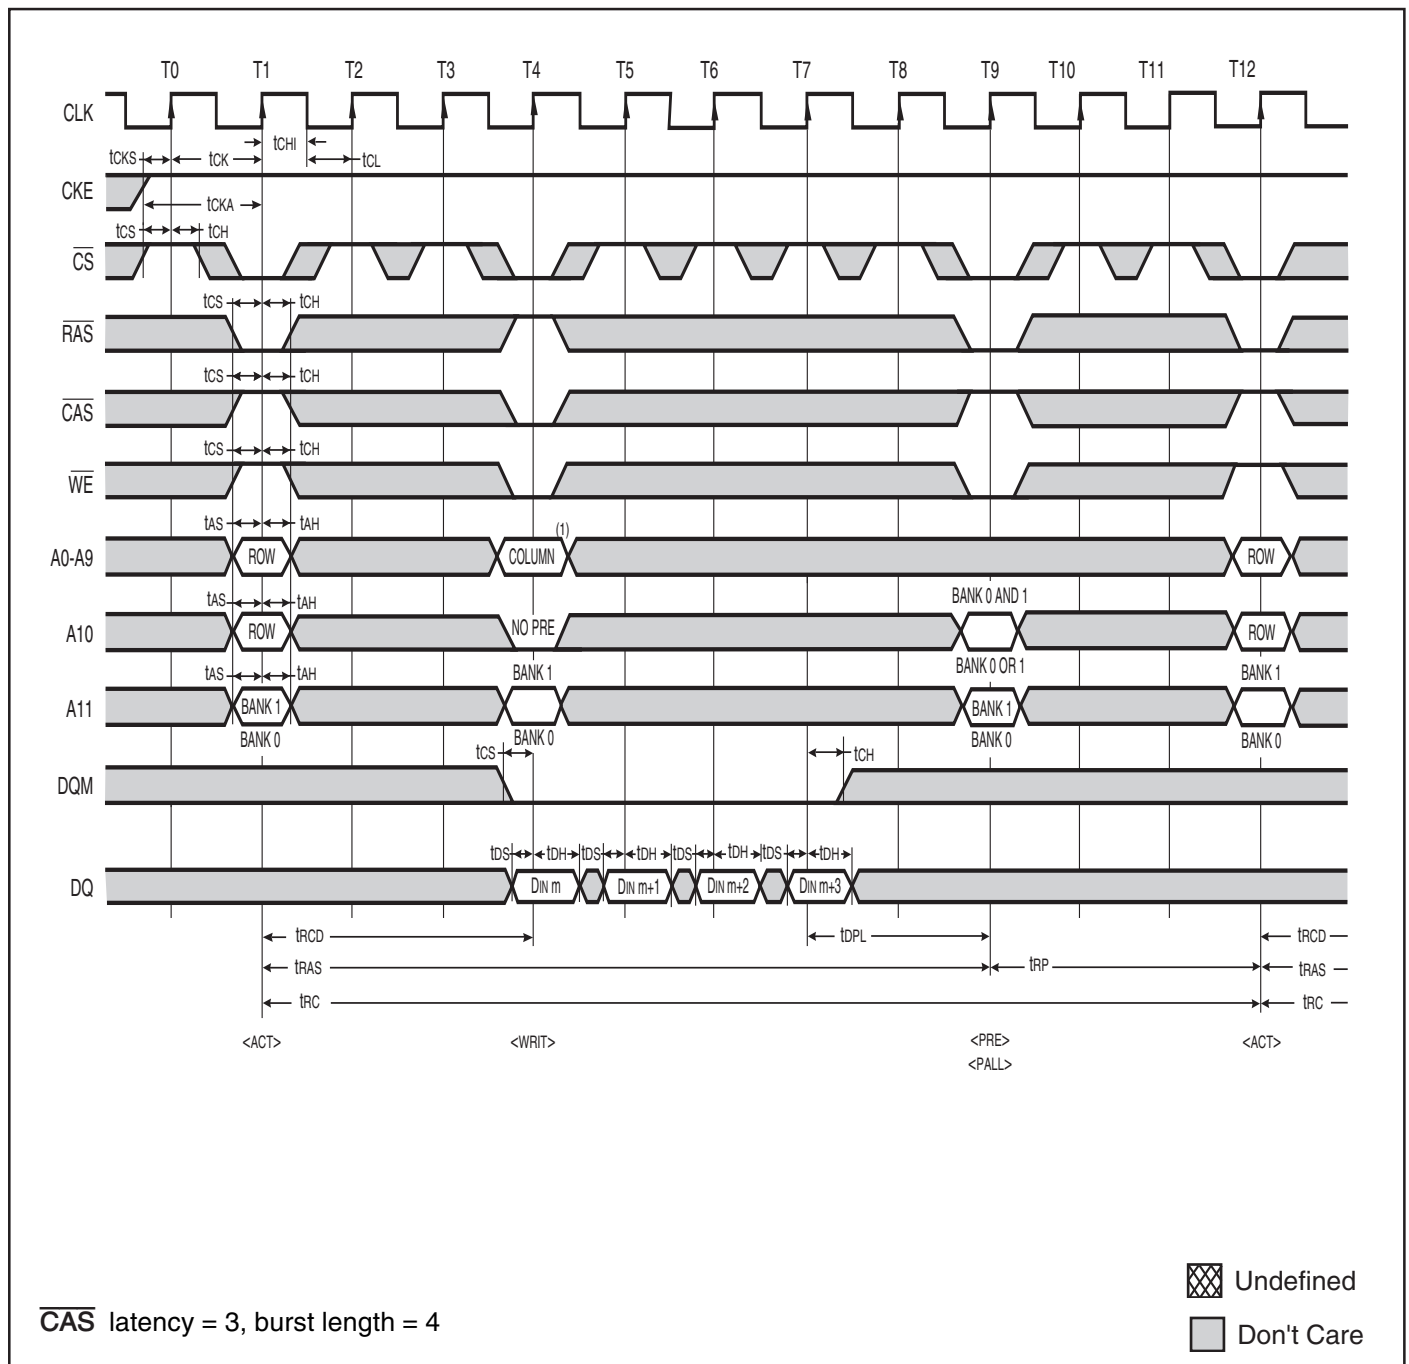 T0 T1 T2 T3 T4 T5 T6 T7 T8 T9 T10 T11 T12
CLK
tCHI
tCKS tCK tCL
CKE
tCKA
tCS tCH
CS
tCS tCH
RAS
tCS tCH
CAS
tCS tCH
WE
tAS tAH (1)
A0-A9 ROW COLUMN ROW
tAS tAH BANK 0 AND 1
A10 ROW NO PRE ROW
tAS tAH BANK 1 BANK 0 OR 1 BANK 1
A11 BANK 1 BANK 1
BANK 0 BANK 0 BANK 0 BANK 0
tCS tCH
DQM
tDS tDH tDS tDH tDS tDH tDS tDH
DQ DIN m DIN m+1 DIN m+2 DIN m+3
tRCD tDPL tRCD
tRAS tRP tRAS
tRC tRC
<ACT> <WRIT> <PRE> <ACT>
<PALL>
Undefined
CAS latency = 3, burst length = 4
Don't Care